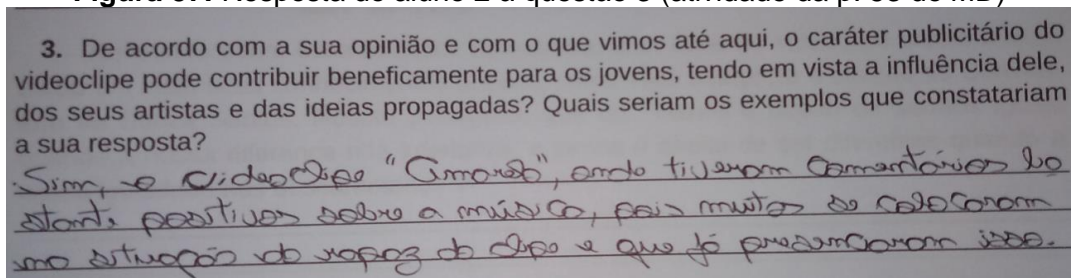 3. De acordo com a sua opinião e com o que vimos até aqui, o caráter publicitário do
videoclipe pode contribuir beneficamente para os jovens, tendo em vista a influência dele,
dos seus artistas e das ideias propagadas? Quais seriam os exemplos que constatariam
a sua resposta?
Sim, o videoclipe "Amorob", onde tiveram comentários ba
stante positivos sobre a música, pois muitos se colocaram
na situação do rapaz do clipe e que já presenciaram isso.